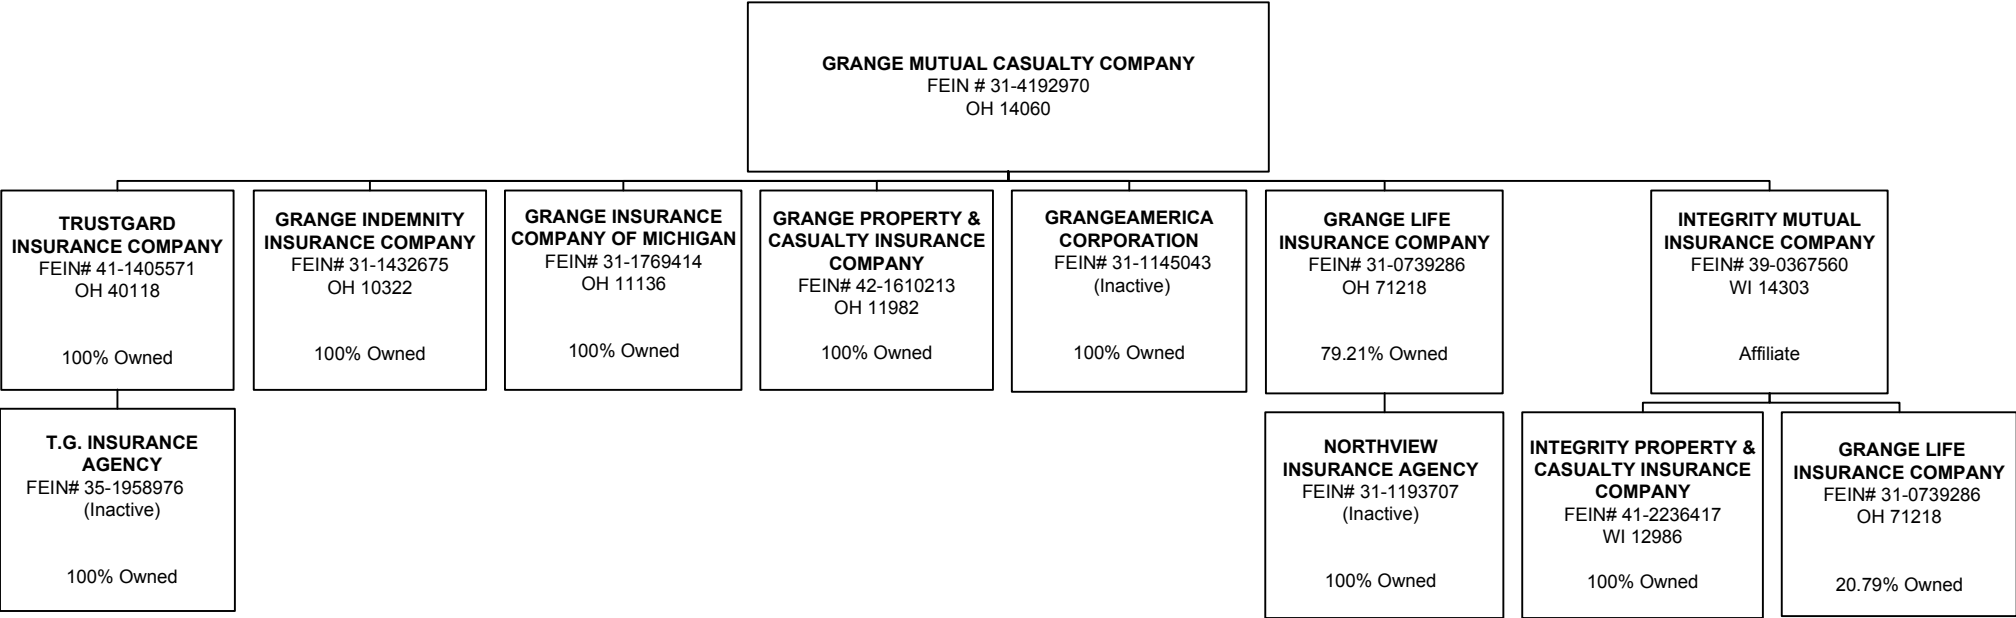 GRANGE MUTUAL CASUALTY COMPANY
FEIN # 31-4192970
OH 14060
TRUSTGARD
INSURANCE COMPANY
FEIN# 41-1405571
OH 40118
100% Owned
GRANGE INDEMNITY
INSURANCE COMPANY
FEIN# 31-1432675
OH 10322
100% Owned
GRANGE INSURANCE
COMPANY OF MICHIGAN
FEIN# 31-1769414
OH 11136
100% Owned
GRANGE PROPERTY &
CASUALTY INSURANCE
COMPANY
FEIN# 42-1610213
OH 11982
100% Owned
GRANGEAMERICA
CORPORATION
FEIN# 31-1145043
(Inactive)
100% Owned
GRANGE LIFE
INSURANCE COMPANY
FEIN# 31-0739286
OH 71218
79.21% Owned
INTEGRITY MUTUAL
INSURANCE COMPANY
FEIN# 39-0367560
WI 14303
Affiliate
T.G. INSURANCE
AGENCY
FEIN# 35-1958976
(Inactive)
100% Owned
NORTHVIEW
INSURANCE AGENCY
FEIN# 31-1193707
(Inactive)
100% Owned
INTEGRITY PROPERTY &
CASUALTY INSURANCE
COMPANY
FEIN# 41-2236417
WI 12986
100% Owned
GRANGE LIFE
INSURANCE COMPANY
FEIN# 31-0739286
OH 71218
20.79% Owned